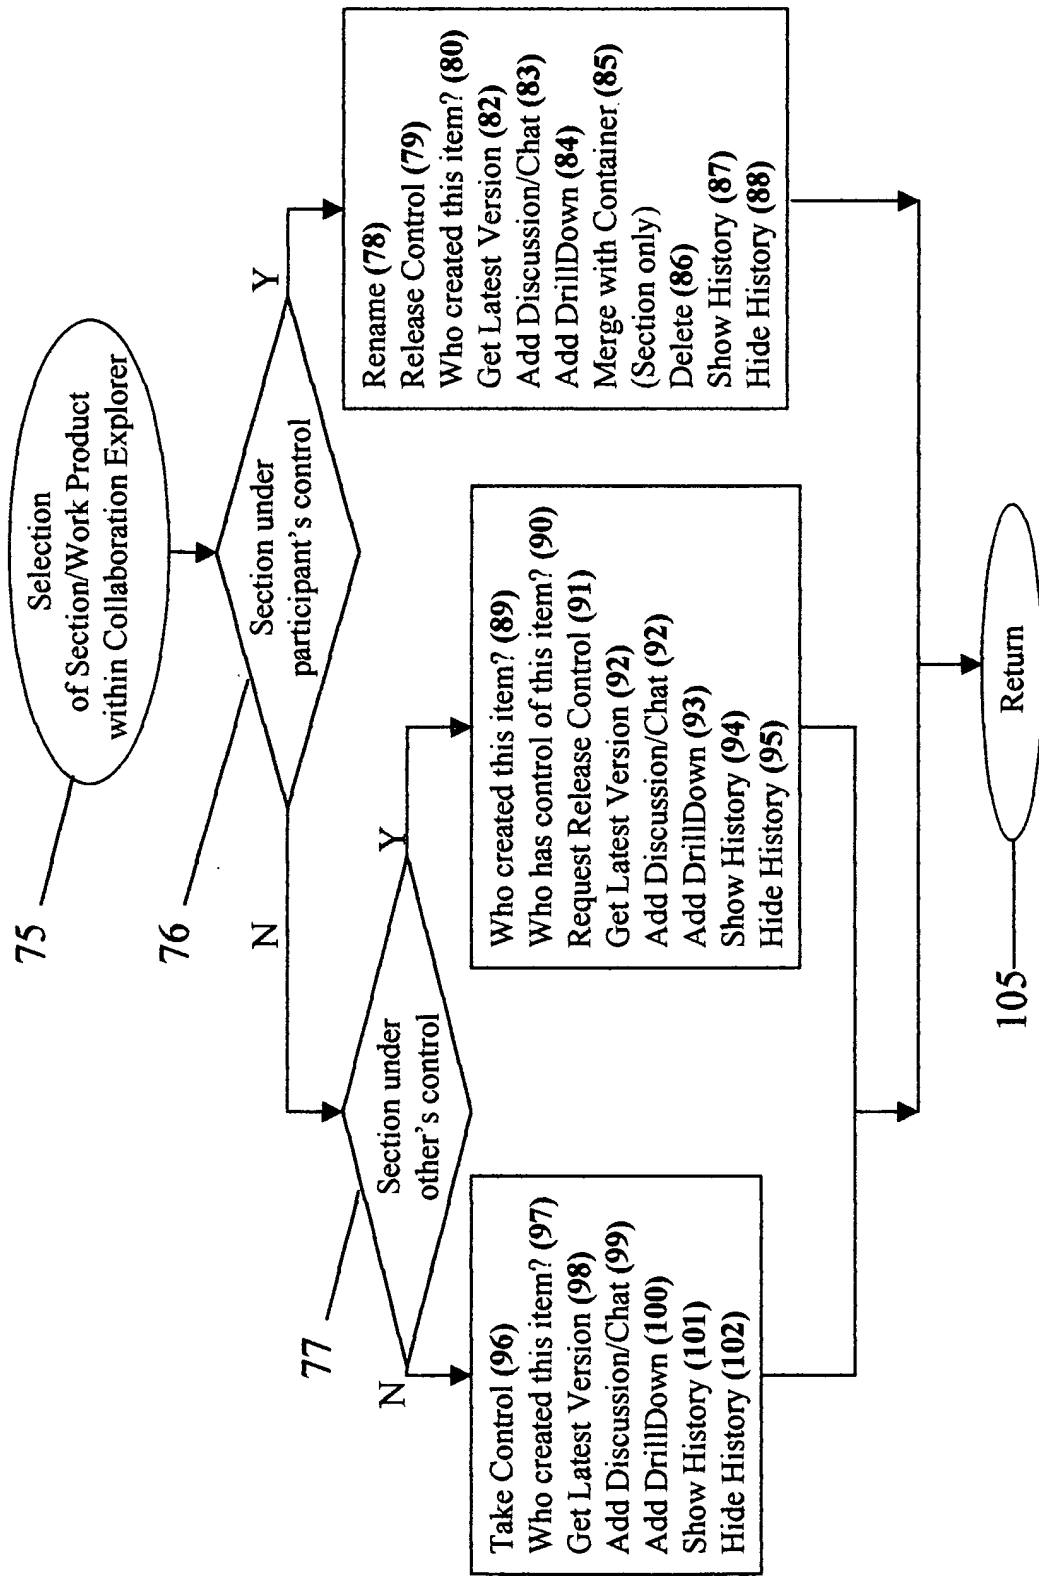 75
Selection
of Section/Work Product
within Collaboration Explorer
76
Section under
participant's control
N
Y
77
Section under
other's control
N
Y
Take Control (96)
Who created this item? (97)
Get Latest Version (98)
Add Discussion/Chat (99)
Add DrillDown (100)
Show History (101)
Hide History (102)
Who created this item? (89)
Who has control of this item? (90)
Request Release Control (91)
Get Latest Version (92)
Add Discussion/Chat (92)
Add DrillDown (93)
Show History (94)
Hide History (95)
Rename (78)
Release Control (79)
Who created this item? (80)
Get Latest Version (82)
Add Discussion/Chat (83)
Add DrillDown (84)
Merge with Container (85)
(Section only)
Delete (86)
Show History (87)
Hide History (88)
105
Return